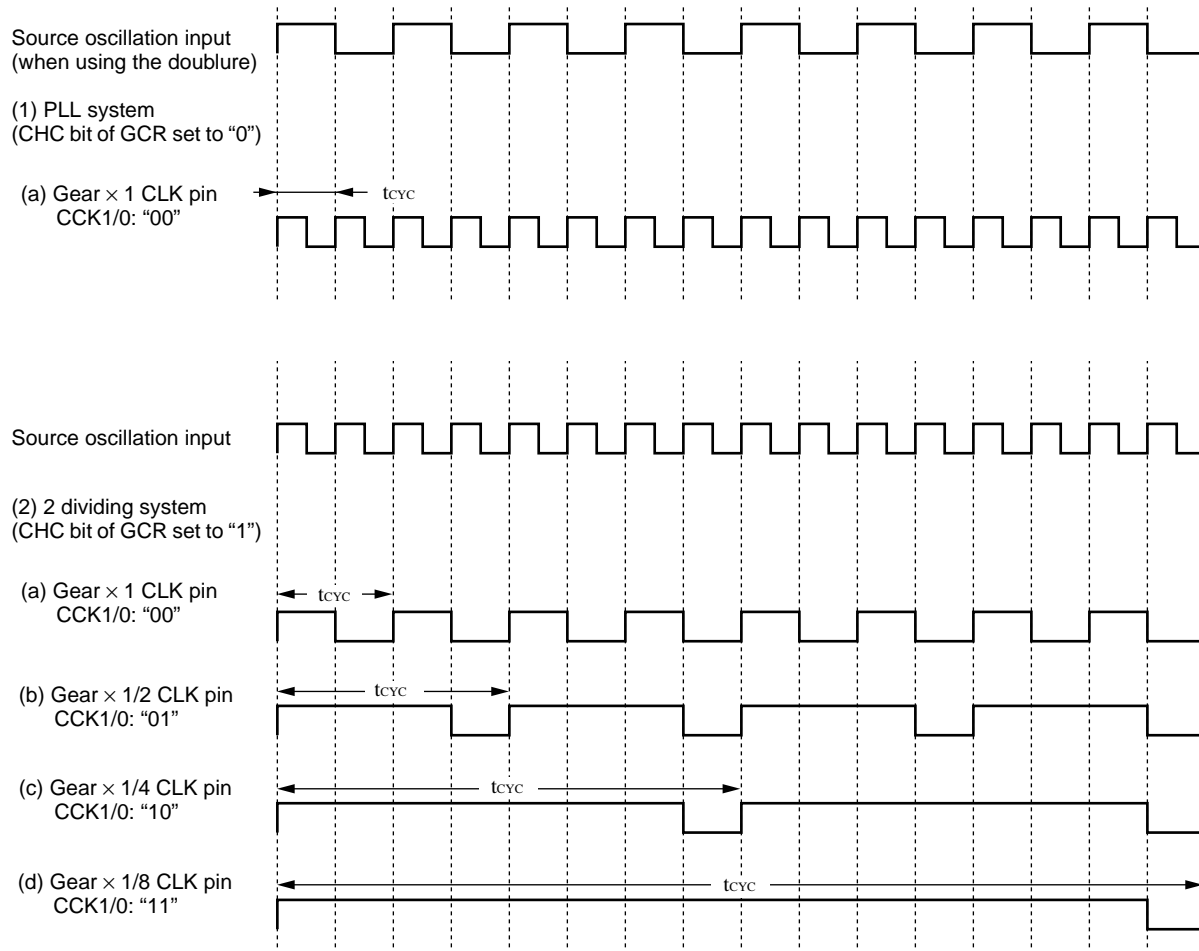 Source oscillation input
(when using the doublure)
(1) PLL system
(CHC bit of GCR set to “0”)
(a) Gear × 1 CLK pin
CCK1/0: “00”
tCYC
Source oscillation input
(2) 2 dividing system
(CHC bit of GCR set to “1”)
(a) Gear × 1 CLK pin
CCK1/0: “00”
tCYC
(b) Gear × 1/2 CLK pin
CCK1/0: “01”
tCYC
(c) Gear × 1/4 CLK pin
CCK1/0: “10”
tCYC
(d) Gear × 1/8 CLK pin
CCK1/0: “11”
tCYC